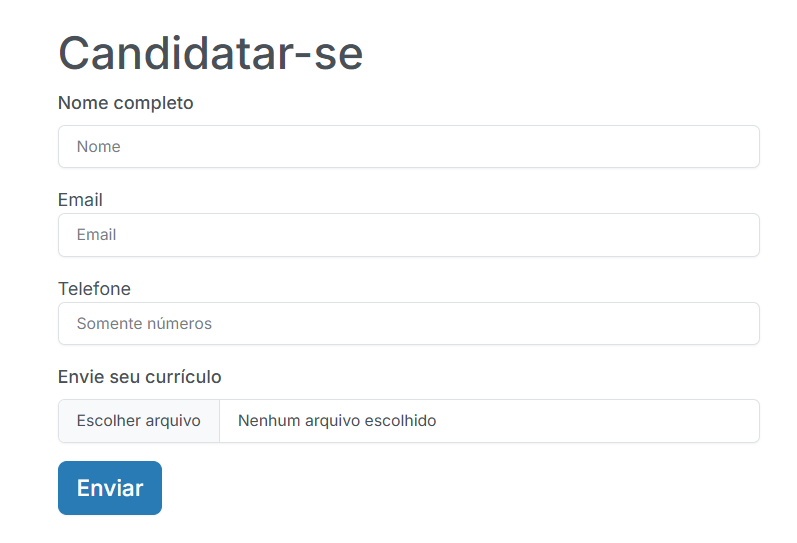 Candidatar-se
Nome completo
Nome
Email
Email
Telefone
Somente números
Envie seu currículo
Escolher arquivo Nenhum arquivo escolhido
Enviar